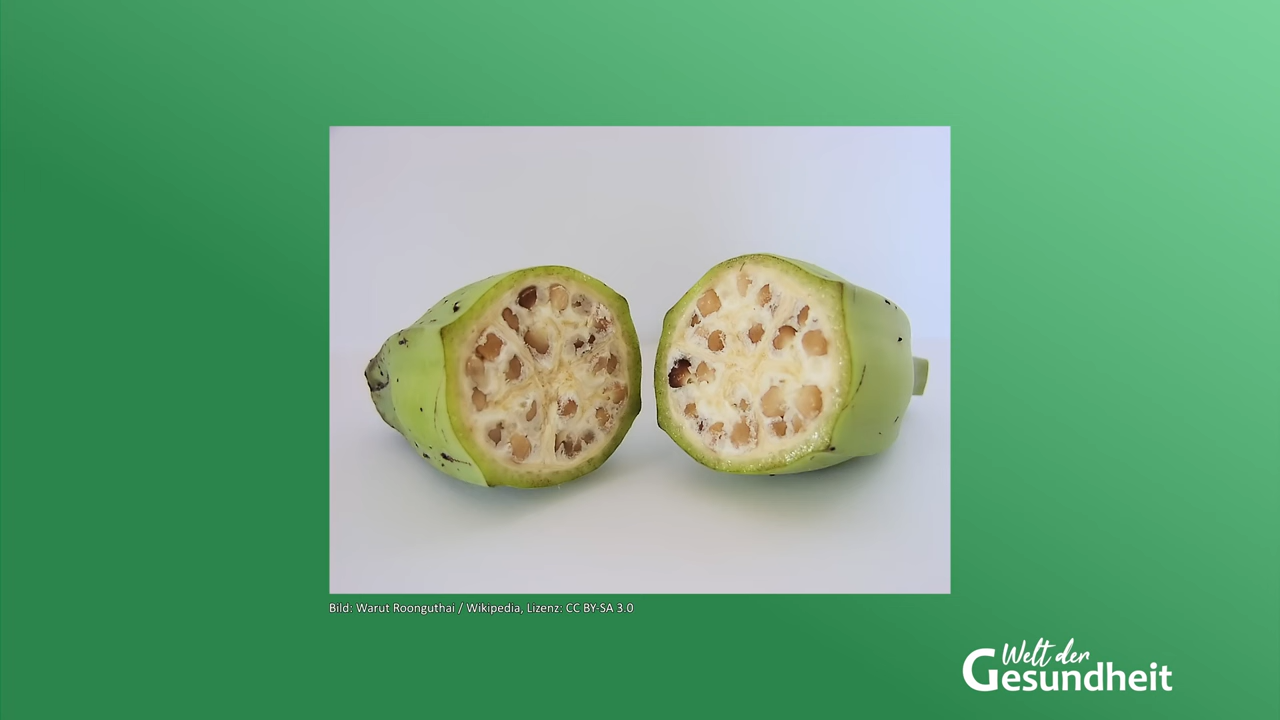 Bild: Warut Roonguthai / Wikipedia, Lizenz: CC BY-SA 3.0
Welt der
Gesundheit